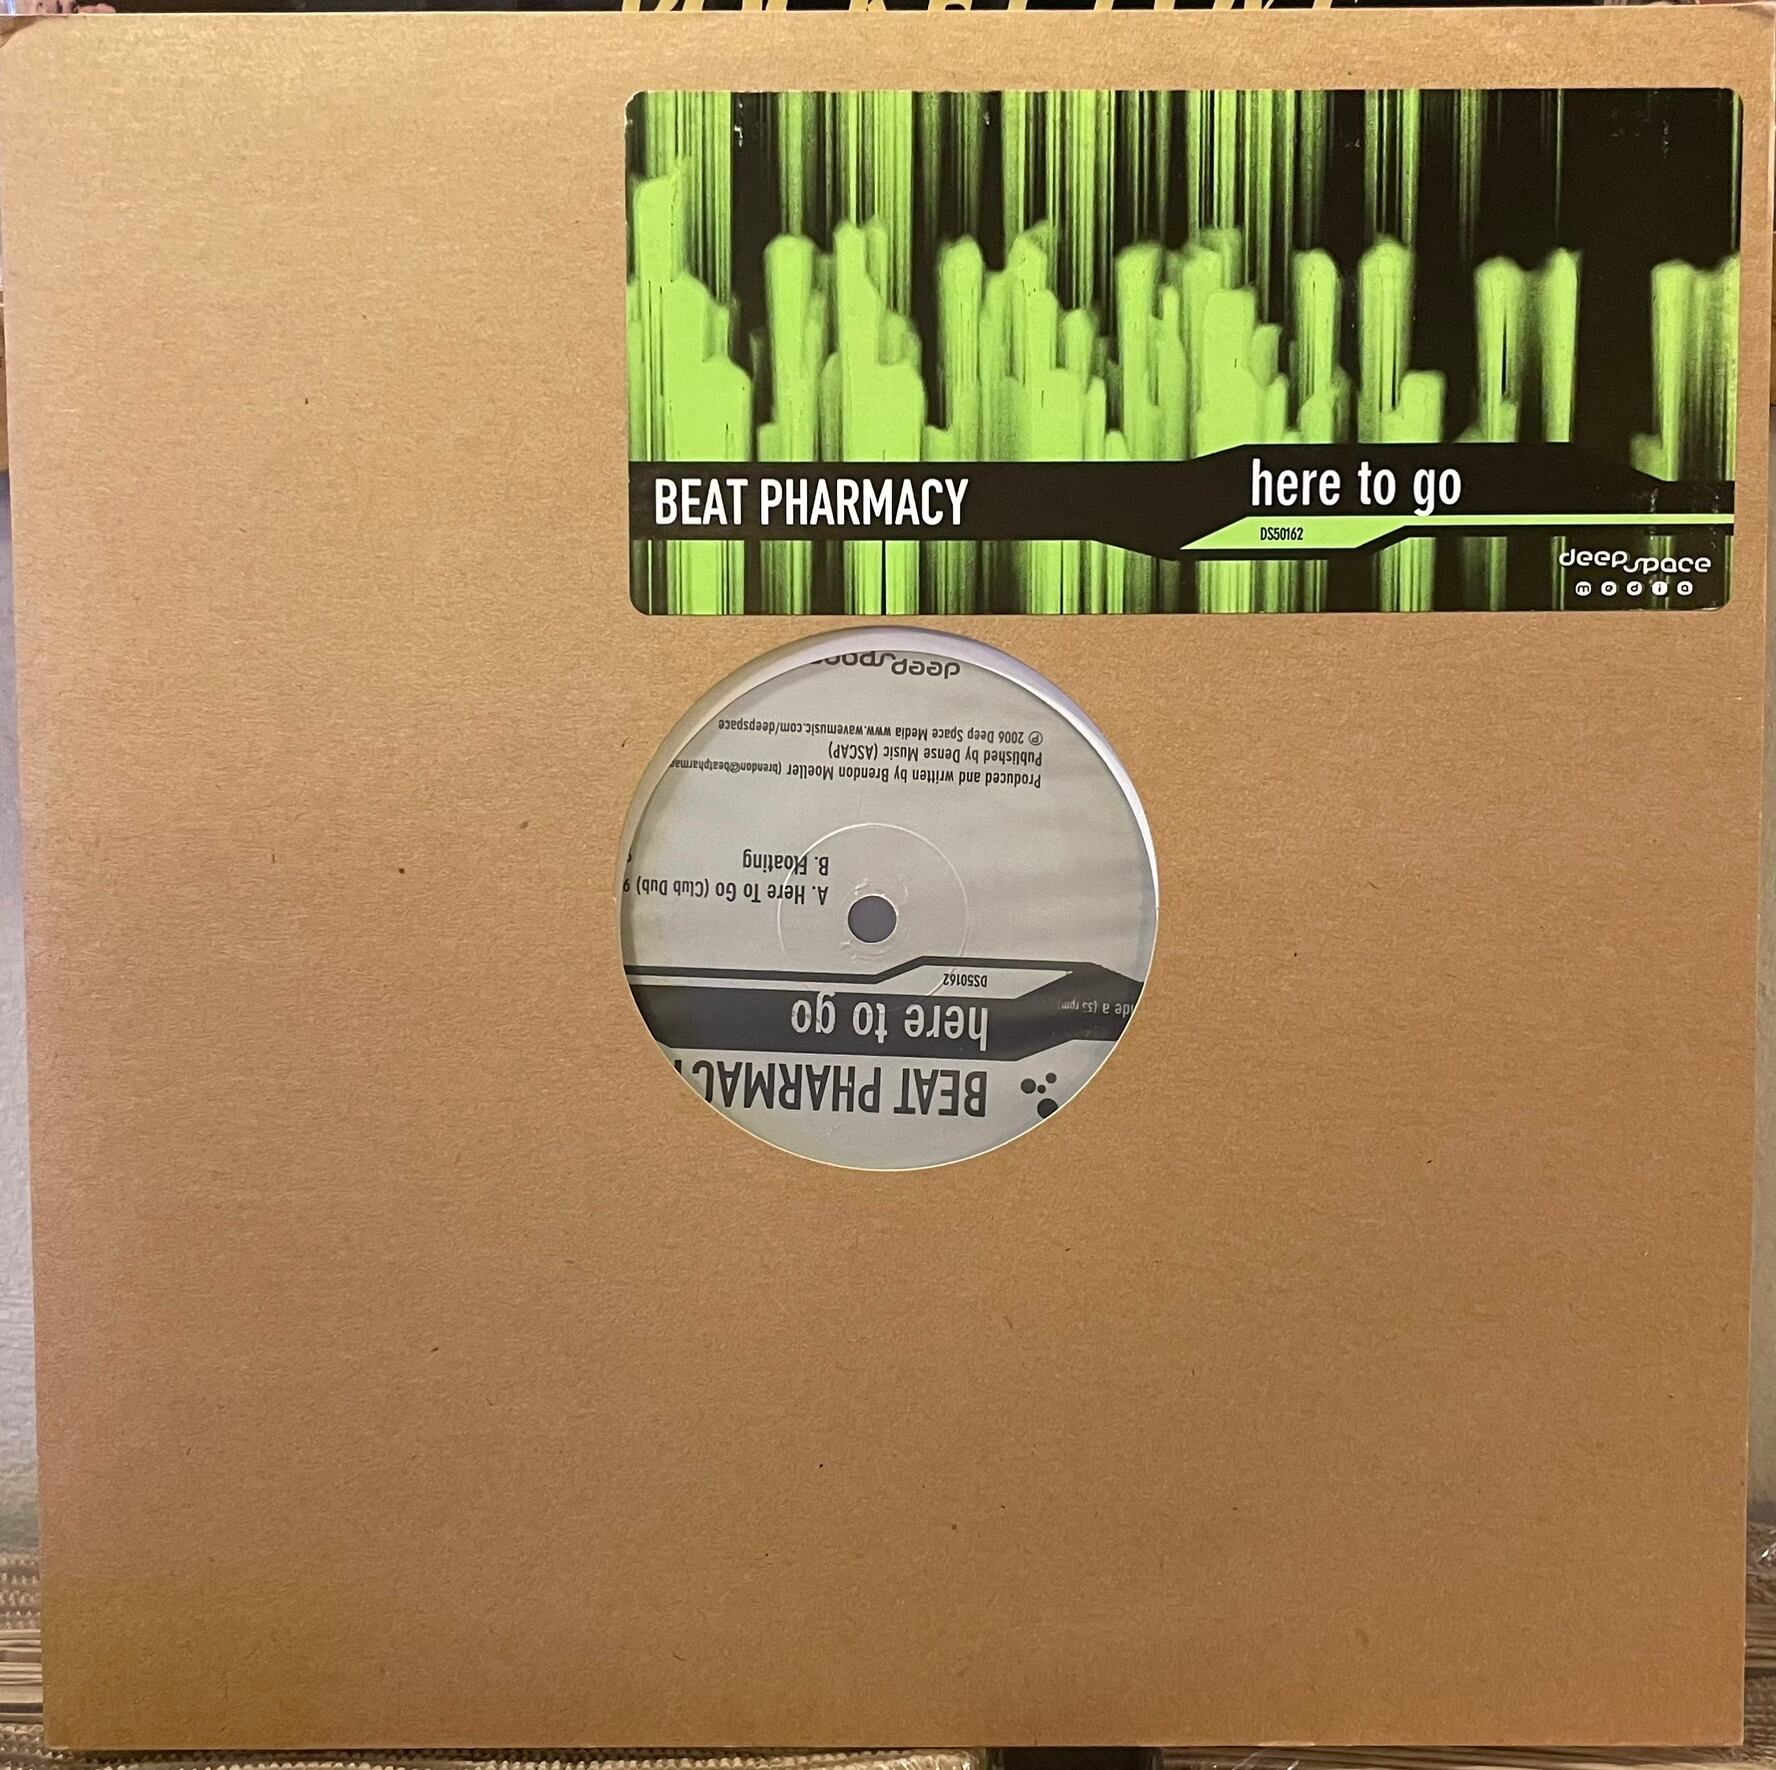 BEAT PHARMACY
here to go
DS50162
deepspace
media
BEAT PHARMACY
here to go
DS50162
A. Here To Go (Club Dub)
B. Floating
Produced and written by Brendon Moeller
Published by Dense Music (ASCAP)
℗ 2006 Deep Space Media www.wavemusic.com/deepspace